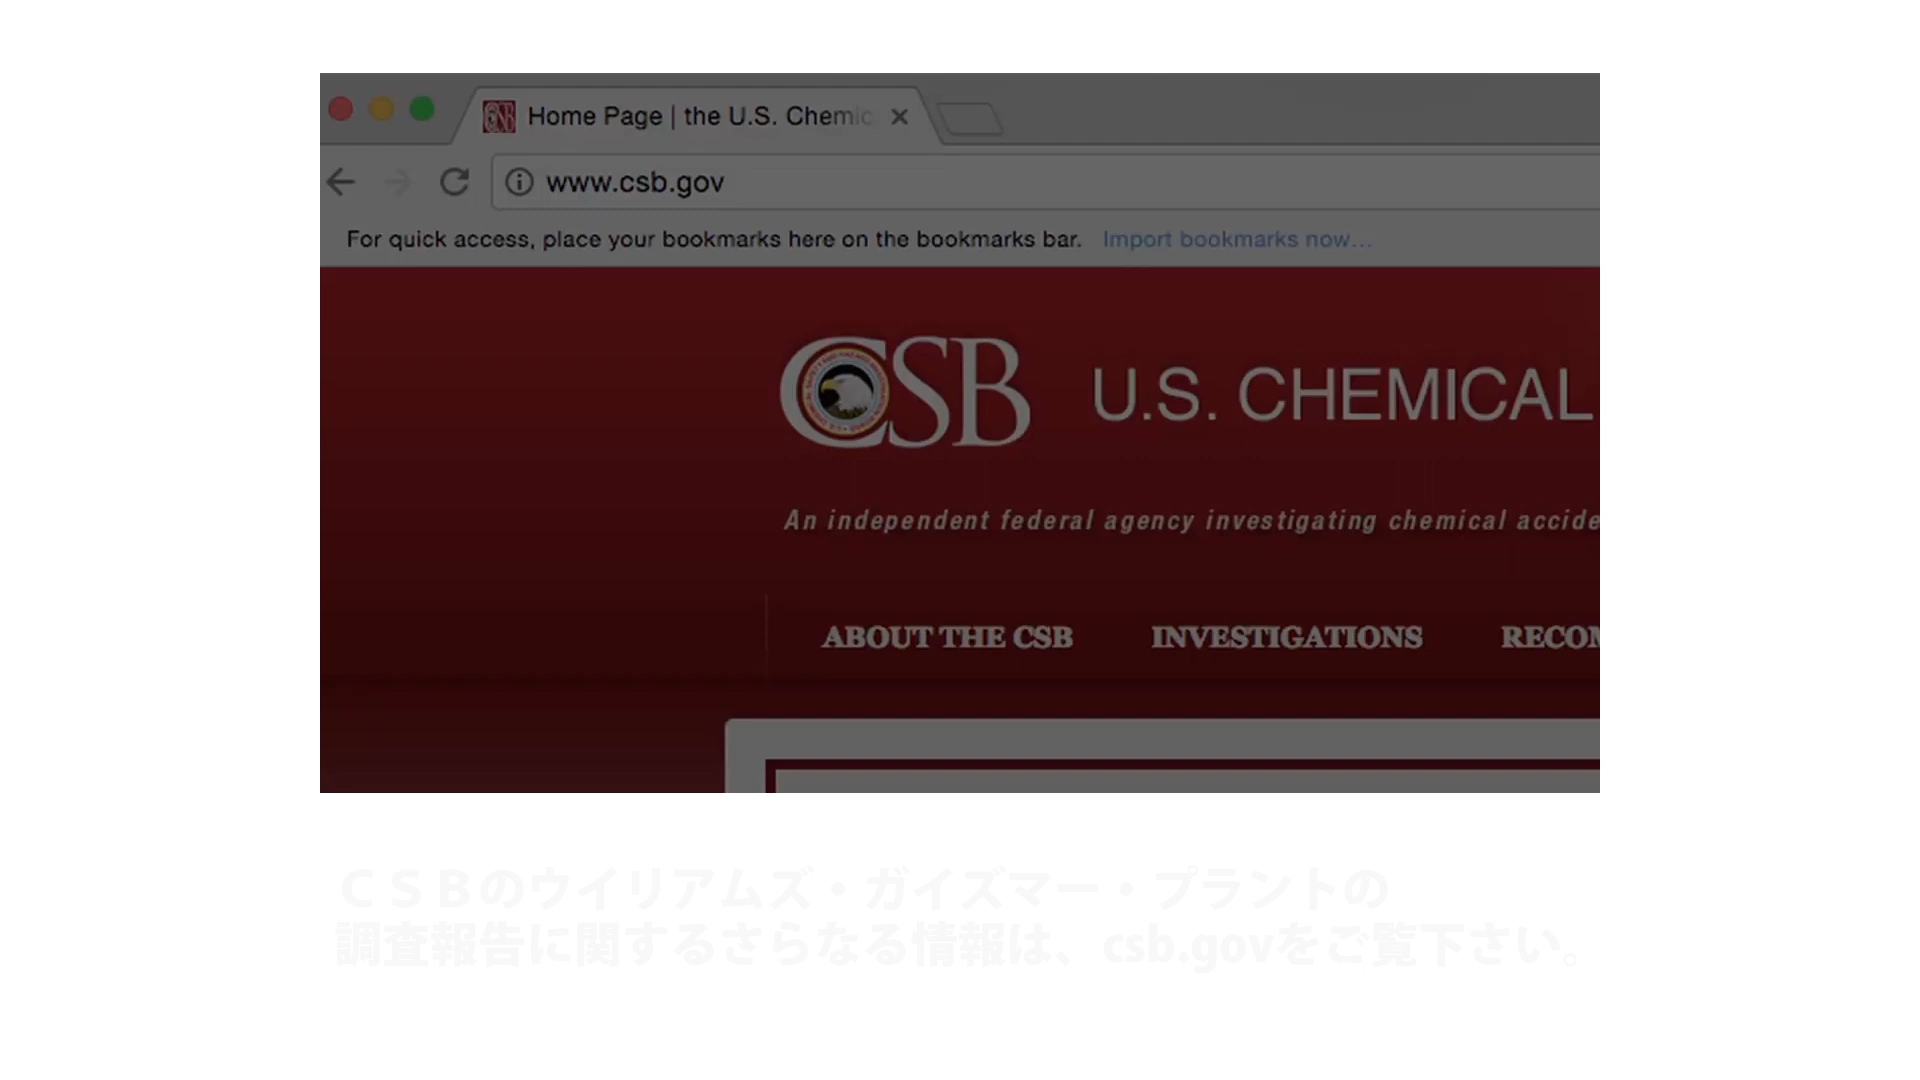 Home Page | the U.S. Chemic
www.csb.gov
For quick access, place your bookmarks here on the bookmarks bar. Import bookmarks now...
CSB U.S. CHEMICAL
An independent federal agency investigating chemical accide
ABOUT THE CSB INVESTIGATIONS RECOM
ＣＳＢのウイリアムズ・ガイズマー・プラントの
調査報告に関するさらなる情報は、csb.govをご覧下さい。